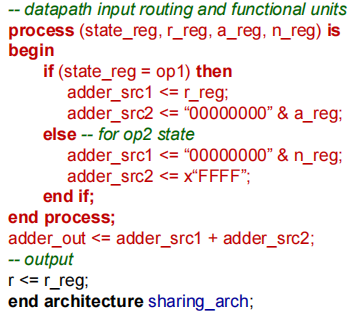 -- datapath input routing and functional units
process (state_reg, r_reg, a_reg, n_reg) is
begin
if (state_reg = op1) then
adder_src1 <= r_reg;
adder_src2 <= “00000000” & a_reg;
else -- for op2 state
adder_src1 <= “00000000” & n_reg;
adder_src2 <= x“FFFF”;
end if;
end process;
adder_out <= adder_src1 + adder_src2;
-- output
r <= r_reg;
end architecture sharing_arch;